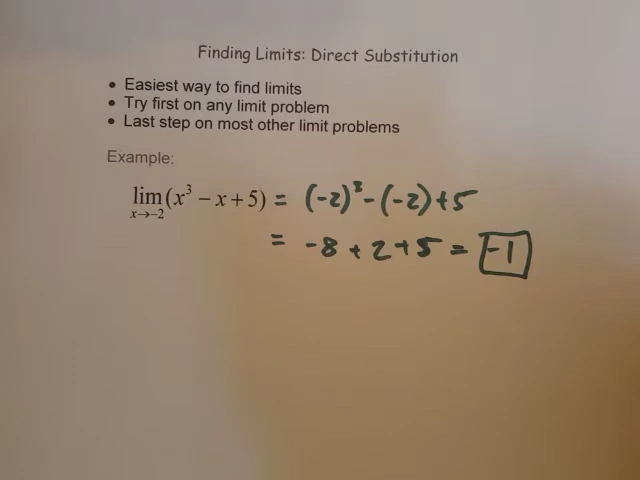 Finding Limits: Direct Substitution
• Easiest way to find limits
• Try first on any limit problem
• Last step on most other limit problems
Example:
lim x→-2 (x³ - x + 5) = (-2)³ - (-2) + 5
= -8 + 2 + 5 = -1